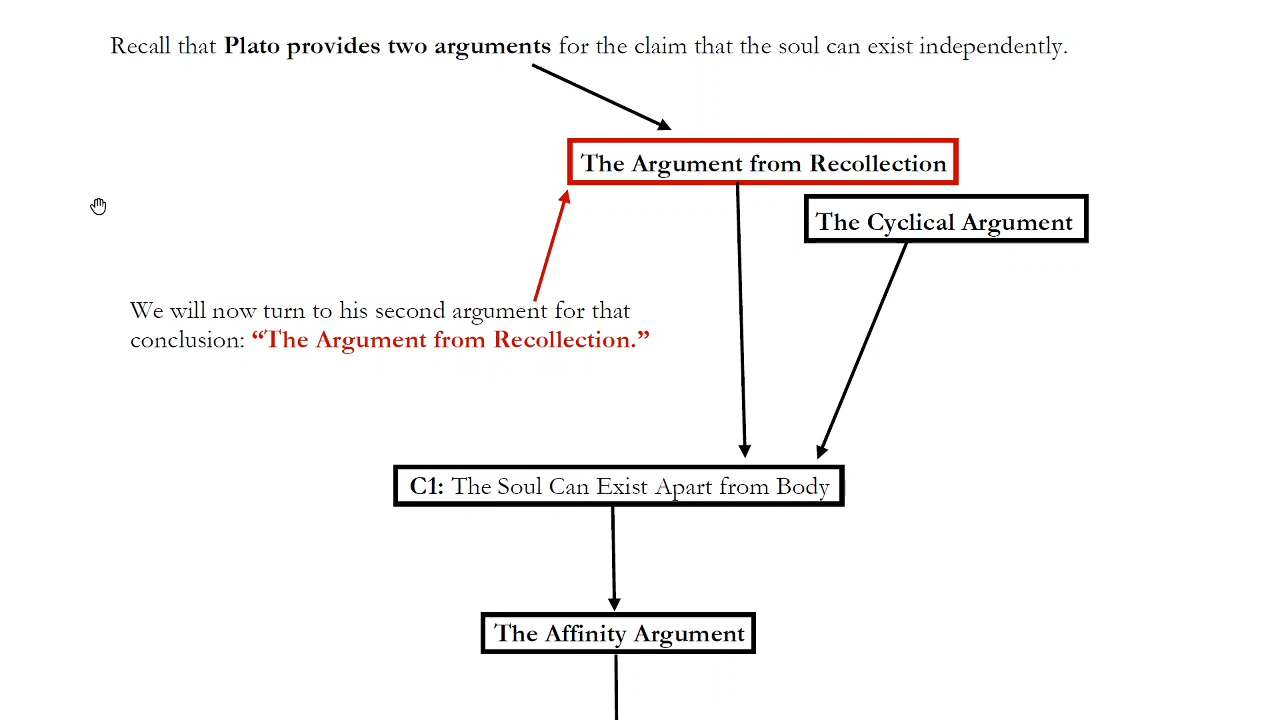 Recall that Plato provides two arguments for the claim that the soul can exist independently.
The Argument from Recollection
The Cyclical Argument
We will now turn to his second argument for that
conclusion: “The Argument from Recollection.”
C1: The Soul Can Exist Apart from Body
The Affinity Argument